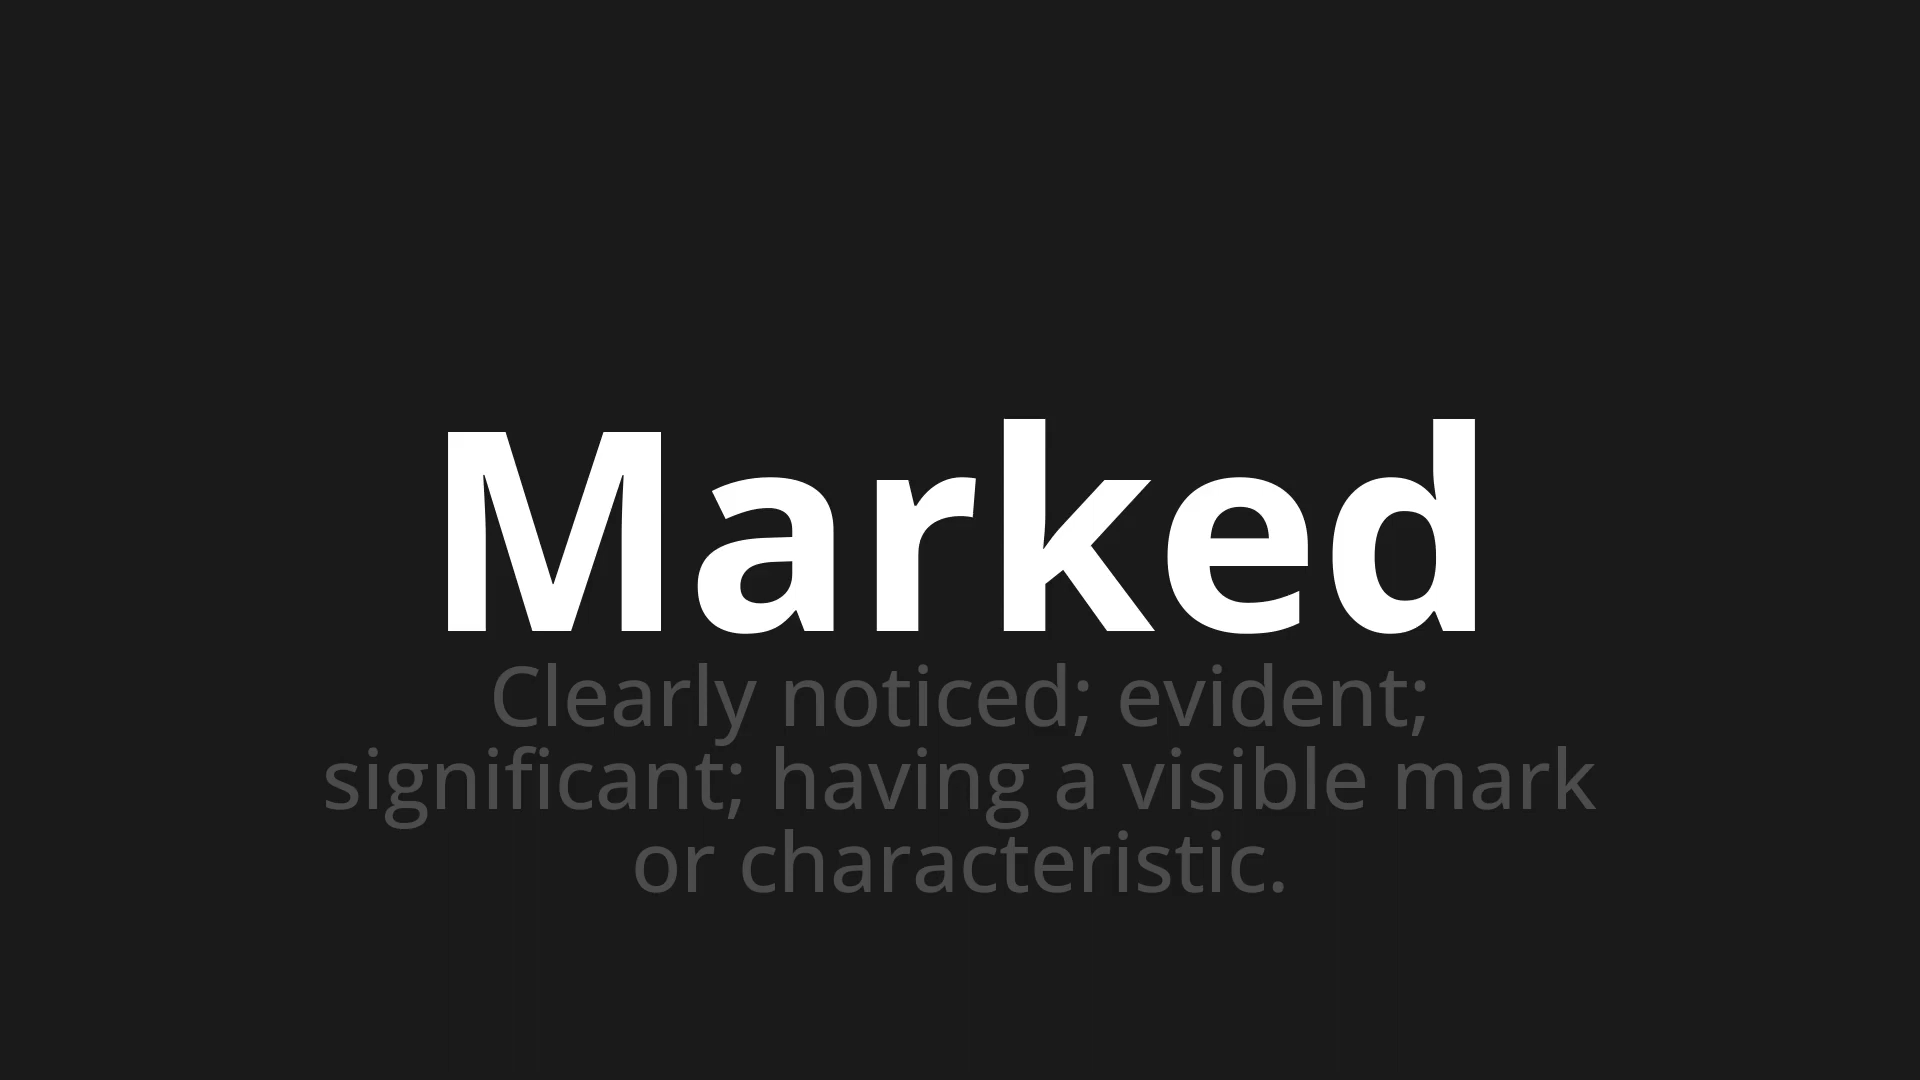 Marked
Clearly noticed; evident;
significant; having a visible mark
or characteristic.